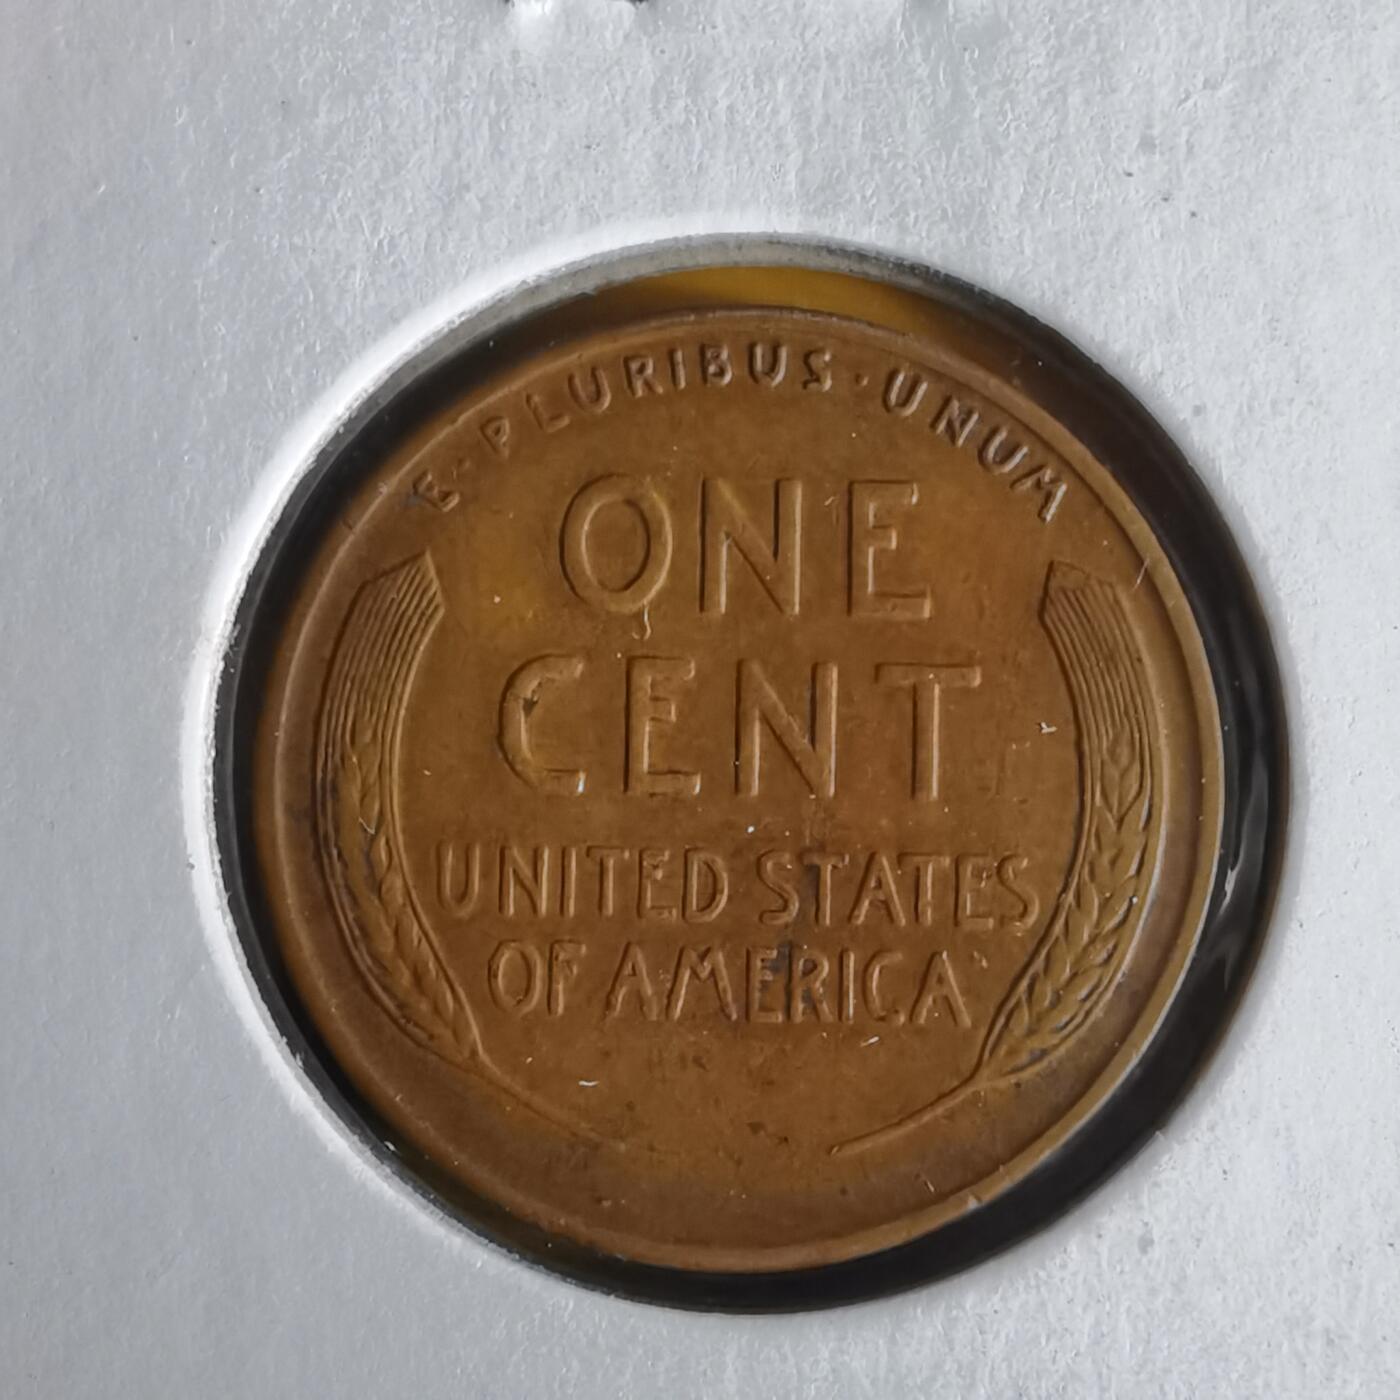 E·PLURIBUS·UNUM
ONE
CENT
UNITED STATES
OF AMERICA